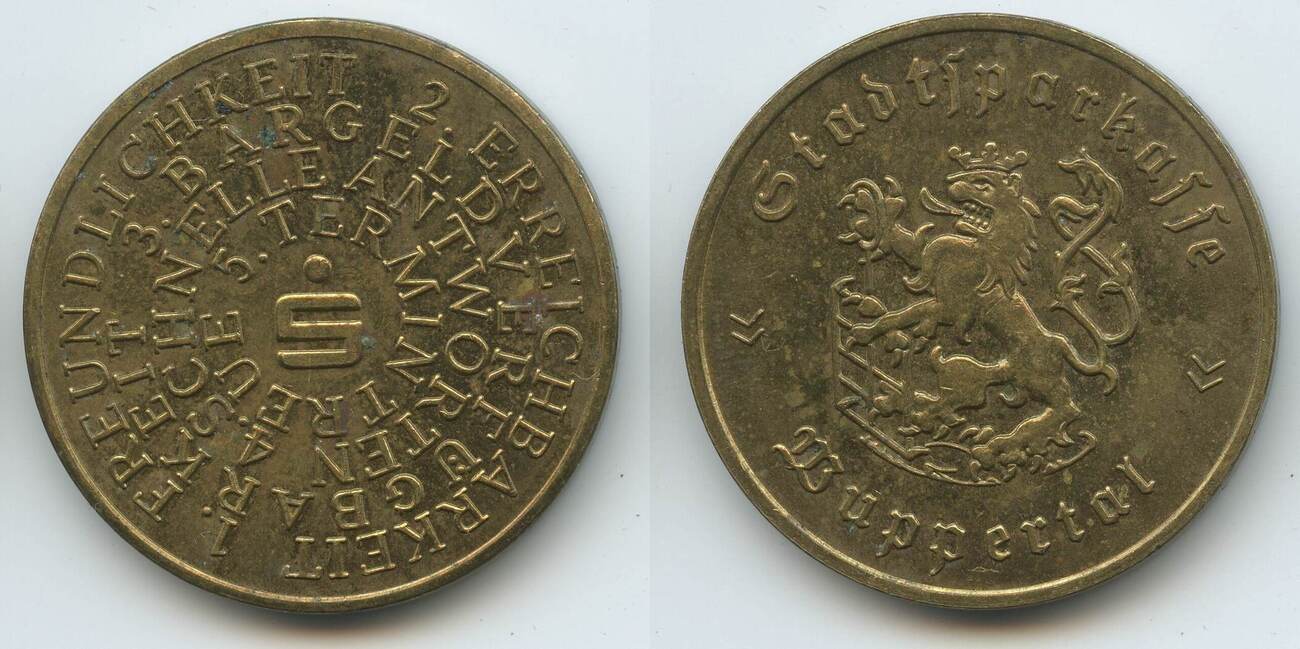 1. FREUNDLICHKEIT 2. ERREICHBARKEIT
3. BARGELDVERFÜGBARKEIT
4. SCHNELLE ANTWORTEN
5. TERMINTREUE
Stadtsparkasse
« Wuppertal »